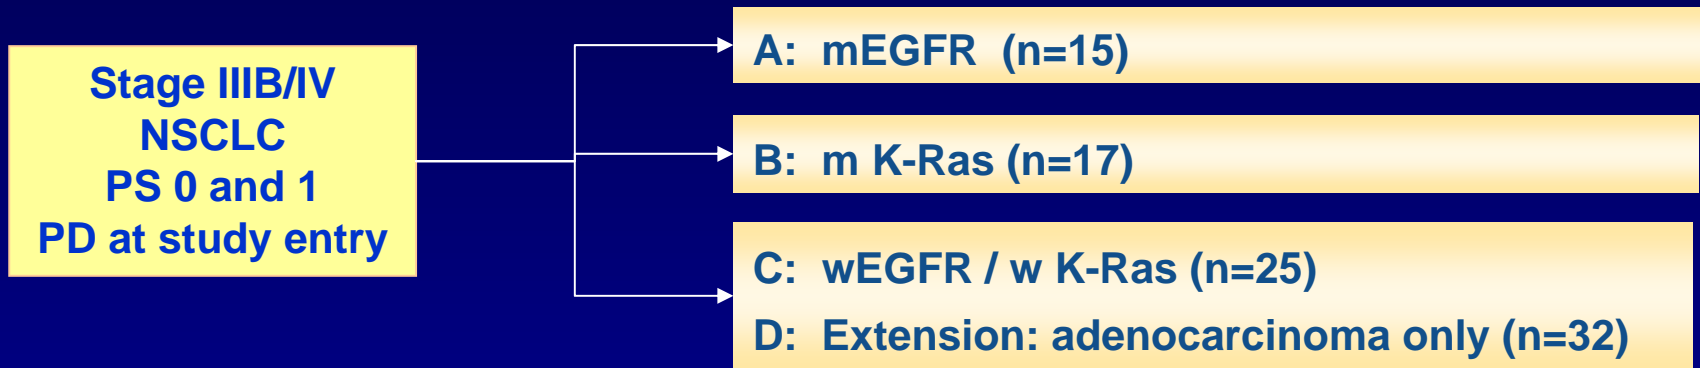 Stage IIIB/IV
NSCLC
PS 0 and 1
PD at study entry
A: mEGFR (n=15)
B: m K-Ras (n=17)
C: wEGFR / w K-Ras (n=25)
D: Extension: adenocarcinoma only (n=32)